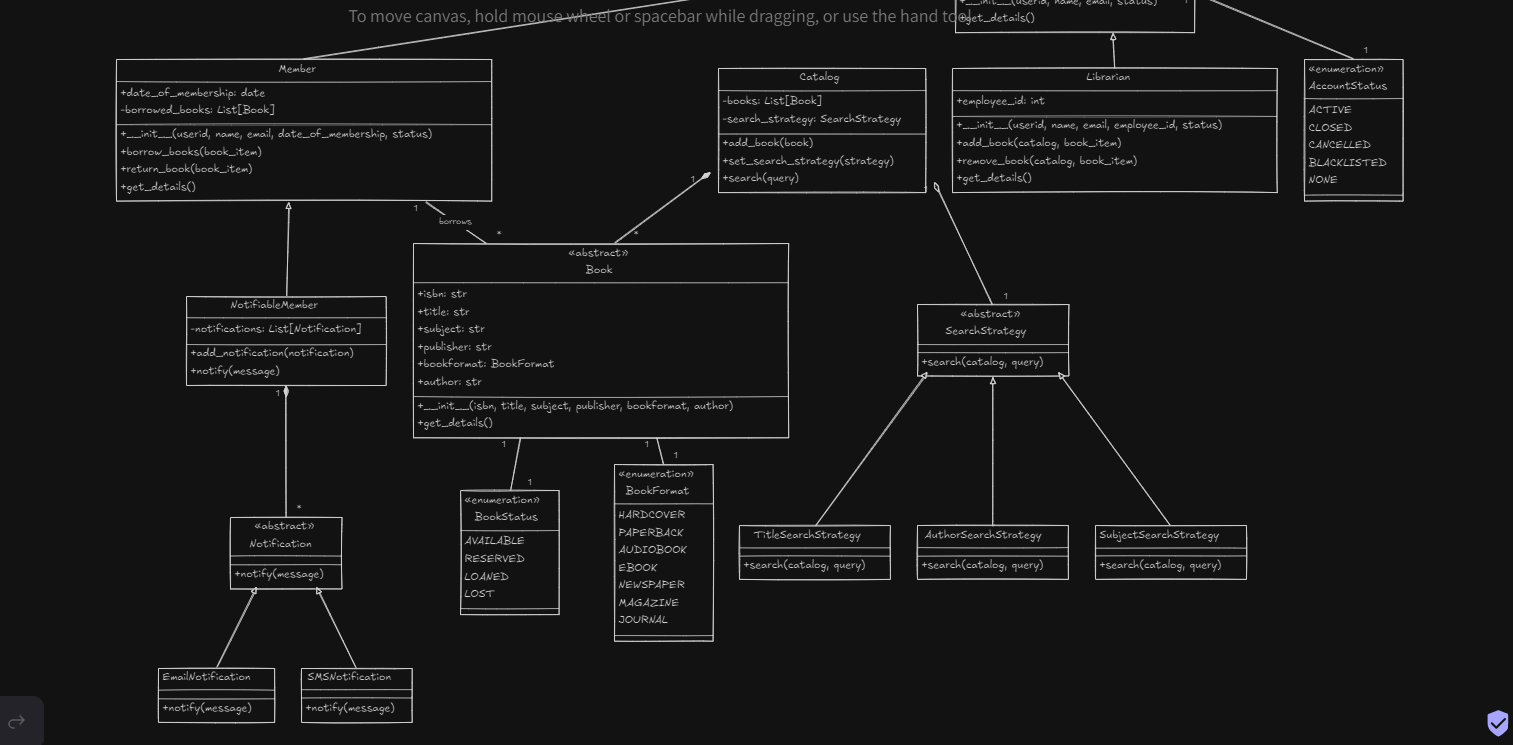 To move canvas, hold mouse wheel or spacebar while dragging, or use the hand tool
+__init__(userid, name, email, status)
+get_details()
1
Member
+date_of_membership: date
-borrowed_books: List[Book]
+__init__(userid, name, email, date_of_membership, status)
+borrow_books(book_item)
+return_book(book_item)
+get_details()
Catalog
-books: List[Book]
-search_strategy: SearchStrategy
+add_book(book)
+set_search_strategy(strategy)
+search(query)
Librarian
+employee_id: int
+__init__(userid, name, email, employee_id, status)
+add_book(catalog, book_item)
+remove_book(catalog, book_item)
+get_details()
1
«enumeration»
AccountStatus
ACTIVE
CLOSED
CANCELLED
BLACKLISTED
NONE
1
borrows
*
1
*
1
1
NotifiableMember
-notifications: List[Notification]
+add_notification(notification)
+notify(message)
1
*
«abstract»
Book
+isbn: str
+title: str
+subject: str
+publisher: str
+bookformat: BookFormat
+author: str
+__init__(isbn, title, subject, publisher, bookformat, author)
+get_details()
1
1
1
1
«abstract»
SearchStrategy
+search(catalog, query)
«abstract»
Notification
+notify(message)
«enumeration»
BookStatus
AVAILABLE
RESERVED
LOANED
LOST
«enumeration»
BookFormat
HARDCOVER
PAPERBACK
AUDIOBOOK
EBOOK
NEWSPAPER
MAGAZINE
JOURNAL
TitleSearchStrategy
+search(catalog, query)
AuthorSearchStrategy
+search(catalog, query)
SubjectSearchStrategy
+search(catalog, query)
EmailNotification
+notify(message)
SMSNotification
+notify(message)